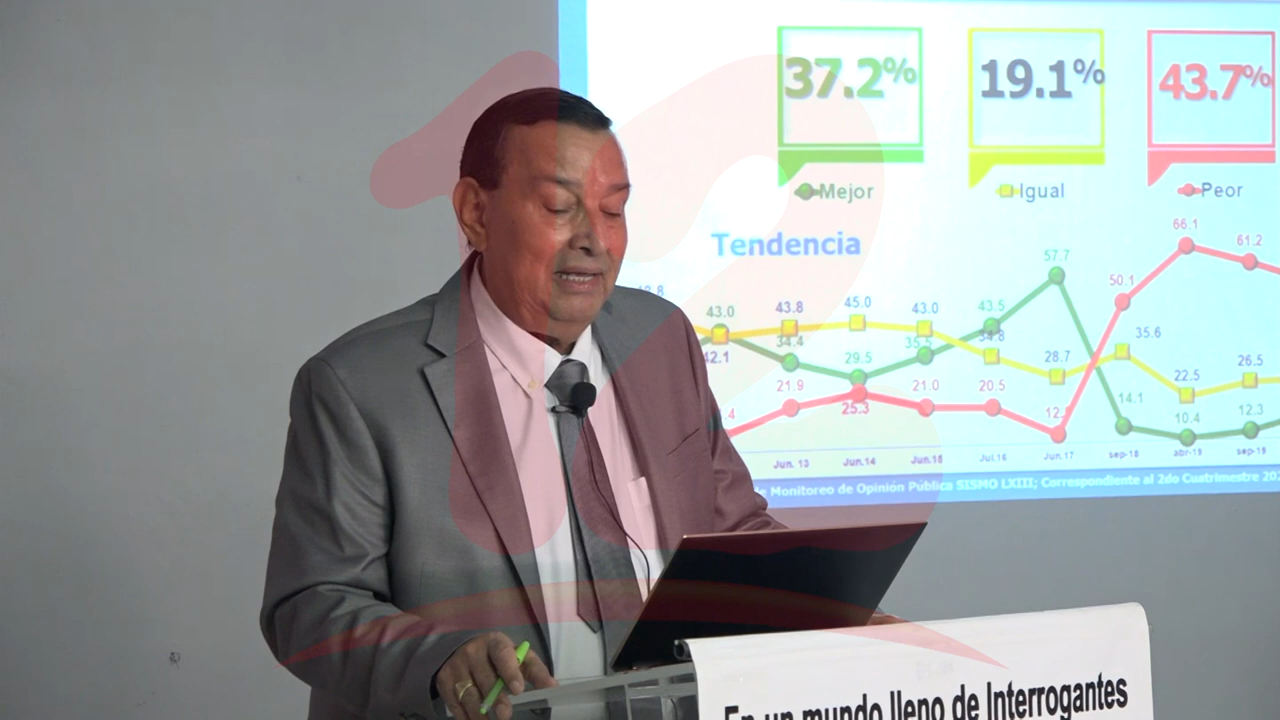 37.2% 19.1% 43.7%
Mejor Igual Peor
Tendencia
66.1
61.2
57.7
50.1
43.0 43.8 45.0 43.0 43.5
35.6
34.4 34.8
42.1 29.5 28.7
22.5 26.5
21.9 25.3 21.0 20.5
14.1 10.4 12.3
Jun. 13 Jun.14 Jun.15 Jul.16 Jun.17 sep-18 abr-19 sep-19
de Monitoreo de Opinión Pública SISMO LXIII; Correspondiente al 2do Cuatrimestre
En un mundo lleno de Interrogantes